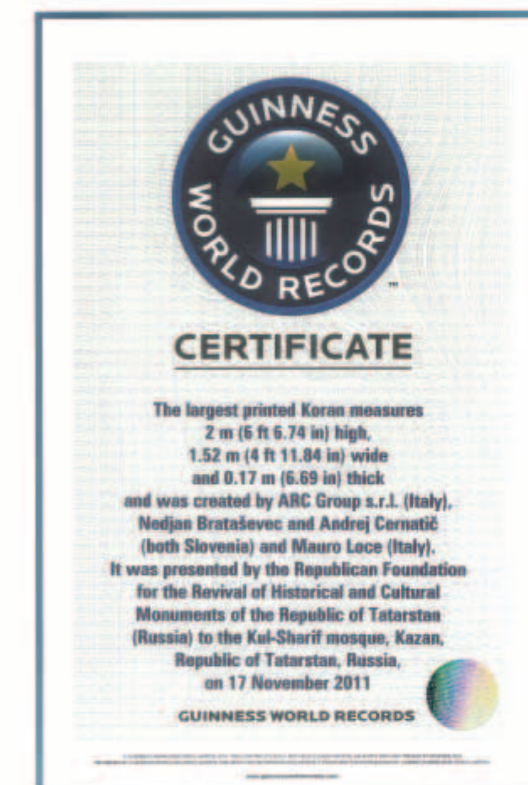 GUINNESS
WORLD RECORDS
™
CERTIFICATE
The largest printed Koran measures
2 m (6 ft 6.74 in) high,
1.52 m (4 ft 11.84 in) wide
and 0.17 m (6.69 in) thick
and was created by ARC Group s.r.l. (Italy),
Nedjan Brataševec and Andrej Cernatič
(both Slovenia) and Mauro Loce (Italy).
It was presented by the Republican Foundation
for the Revival of Historical and Cultural
Monuments of the Republic of Tatarstan
(Russia) to the Kul-Sharif mosque, Kazan,
Republic of Tatarstan, Russia,
on 17 November 2011
GUINNESS WORLD RECORDS